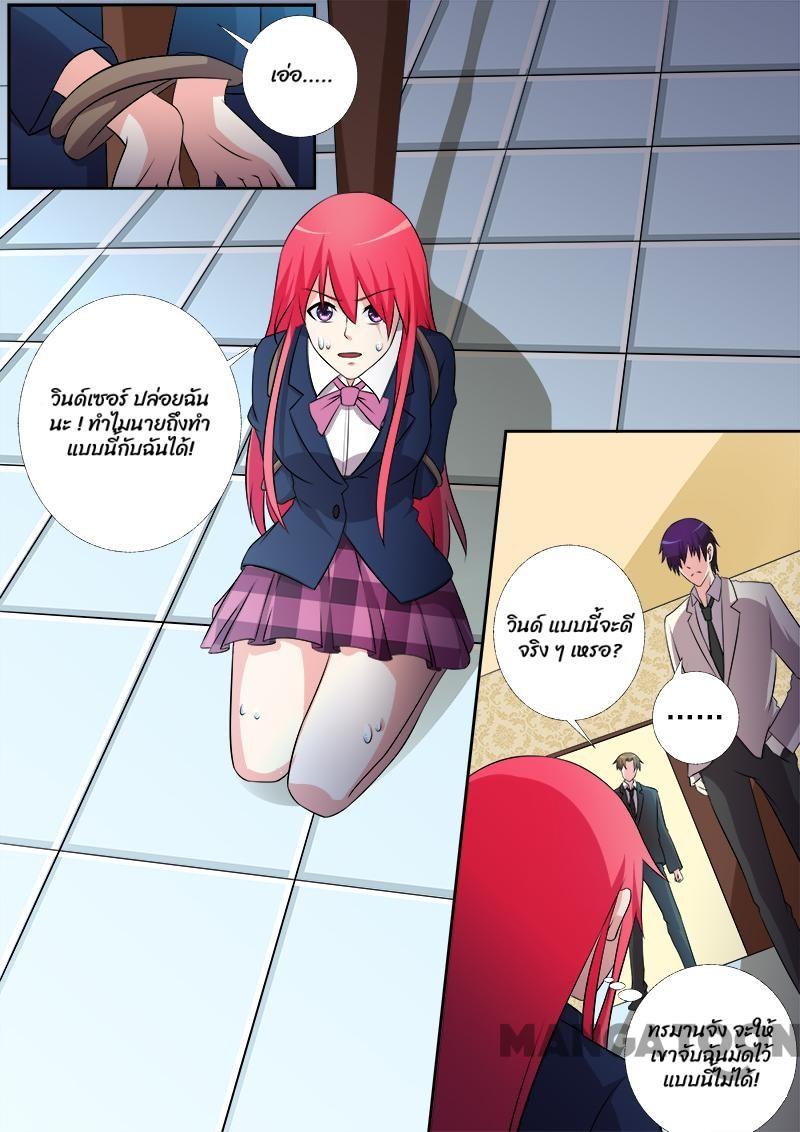 เอ่อ.....
วินด์เซอร์ ปล่อยฉัน
นะ ! ทำไมนายถึงทำ
แบบนี้กับฉันได้!
วินด์ แบบนี้จะดี
จริง ๆ เหรอ?
......
ทรมานจัง จะให้
เขาจับฉันมัดไว้
แบบนี้ไม่ได้!
MANGATOON